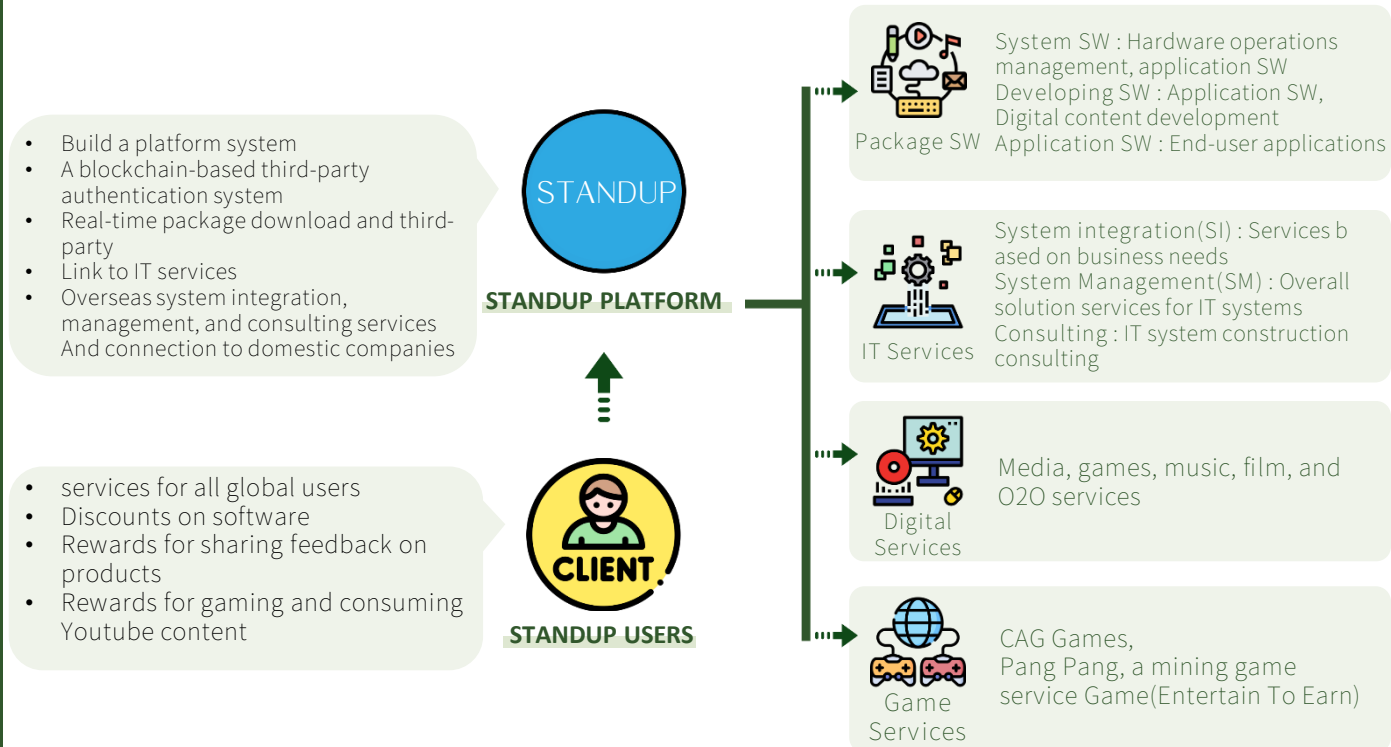 • Build a platform system
• A blockchain-based third-party
authentication system
• Real-time package download and third-
party
• Link to IT services
• Overseas system integration,
management, and consulting services
And connection to domestic companies
STANDUP
STANDUP PLATFORM
• services for all global users
• Discounts on software
• Rewards for sharing feedback on
products
• Rewards for gaming and consuming
Youtube content
CLIENT
STANDUP USERS
Package SW
System SW : Hardware operations
management, application SW
Developing SW : Application SW,
Digital content development
Application SW : End-user applications
IT Services
System integration(SI) : Services b
ased on business needs
System Management(SM) : Overall
solution services for IT systems
Consulting : IT system construction
consulting
Digital
Services
Media, games, music, film, and
O2O services
Game
Services
CAG Games,
Pang Pang, a mining game
service Game(Entertain To Earn)